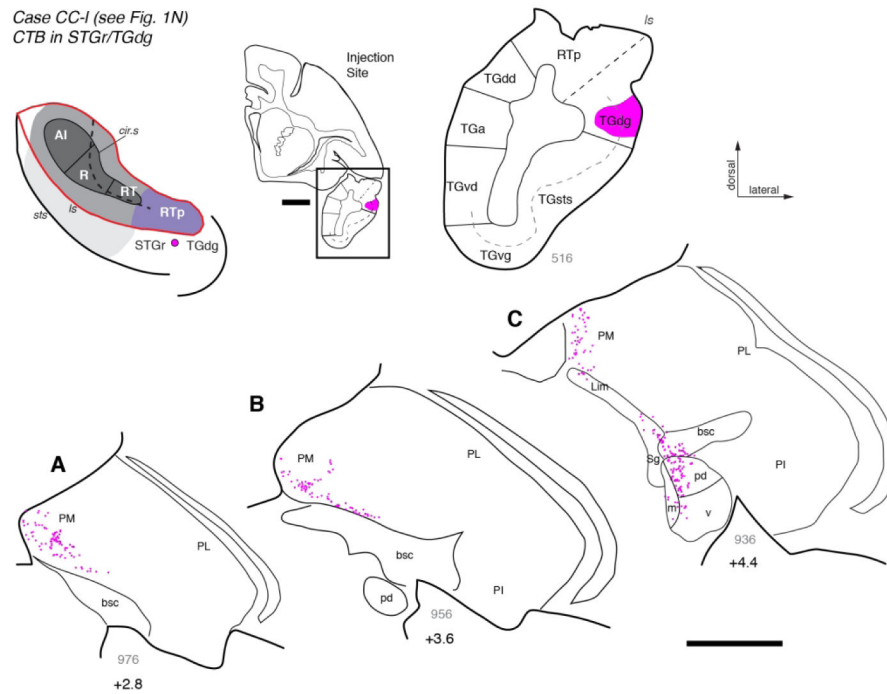 Case CC-I (see Fig. 1N)
CTB in STGr/TGdg
Injection
Site
ls
RTp
TGdd
TGdg
TGa
TGvd
TGsts
TGvg
516
dorsal
lateral
AI
cir.s
R
RT
RTp
sts
ls
STGr
TGdg
A
PM
PL
bsc
976
+2.8
B
PM
PL
bsc
pd
PI
956
+3.6
C
PM
PL
Lim
bsc
Sg
pd
PI
m
v
936
+4.4